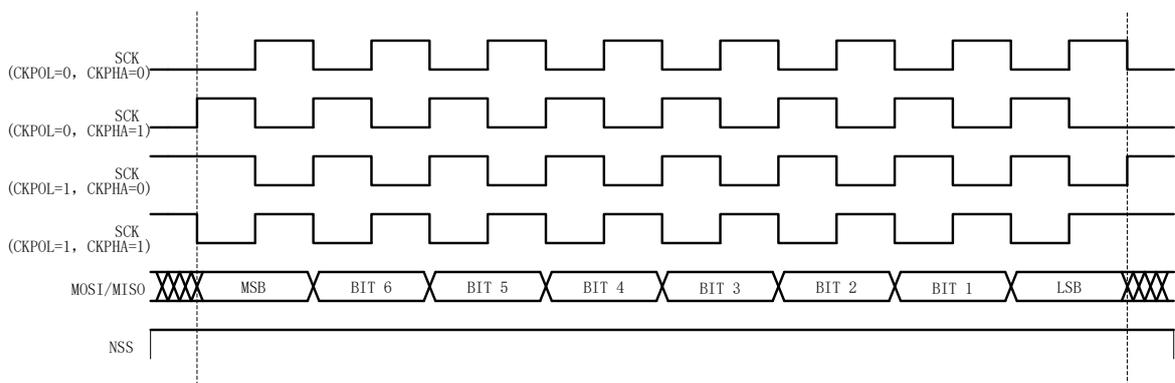 SCK
(CKPOL=0, CKPHA=0)
SCK
(CKPOL=0, CKPHA=1)
SCK
(CKPOL=1, CKPHA=0)
SCK
(CKPOL=1, CKPHA=1)
MOSI/MISO MSB BIT 6 BIT 5 BIT 4 BIT 3 BIT 2 BIT 1 LSB
NSS